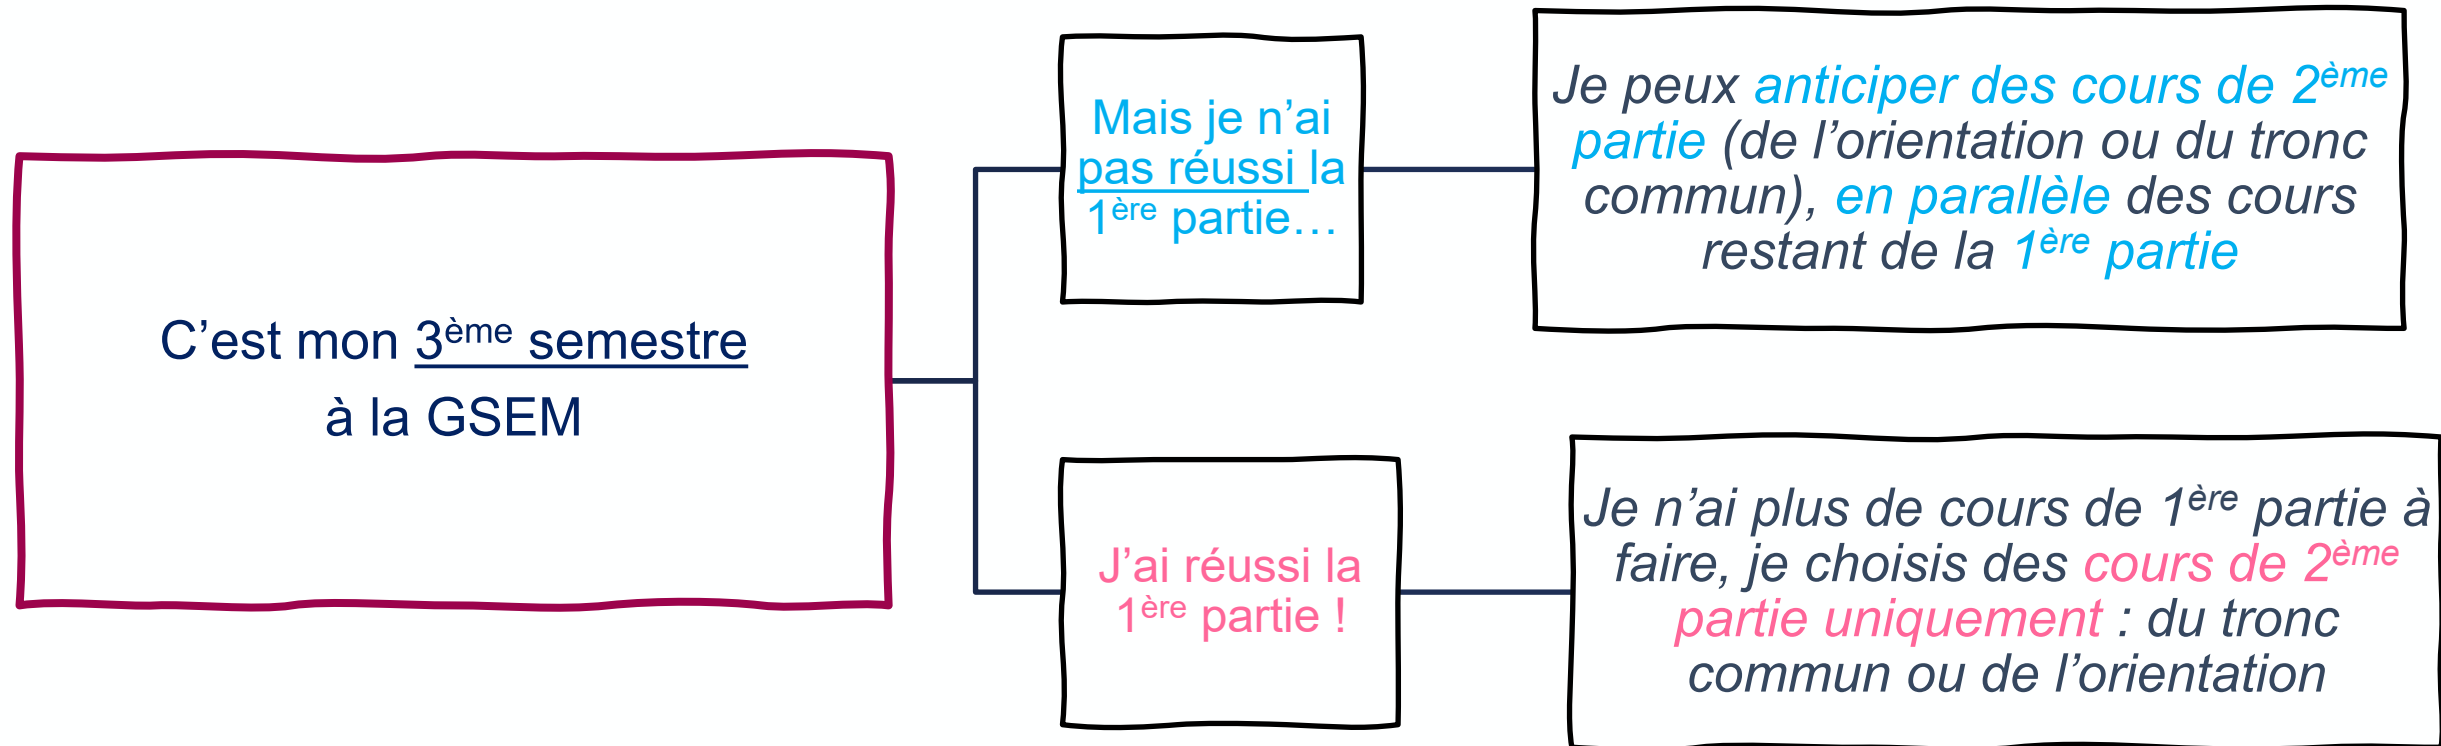 C’est mon 3ème semestre
à la GSEM
Mais je n’ai
pas réussi la
1ère partie…
Je peux anticiper des cours de 2ème
partie (de l’orientation ou du tronc
commun), en parallèle des cours
restant de la 1ère partie
J’ai réussi la
1ère partie !
Je n’ai plus de cours de 1ère partie à
faire, je choisis des cours de 2ème
partie uniquement : du tronc
commun ou de l’orientation